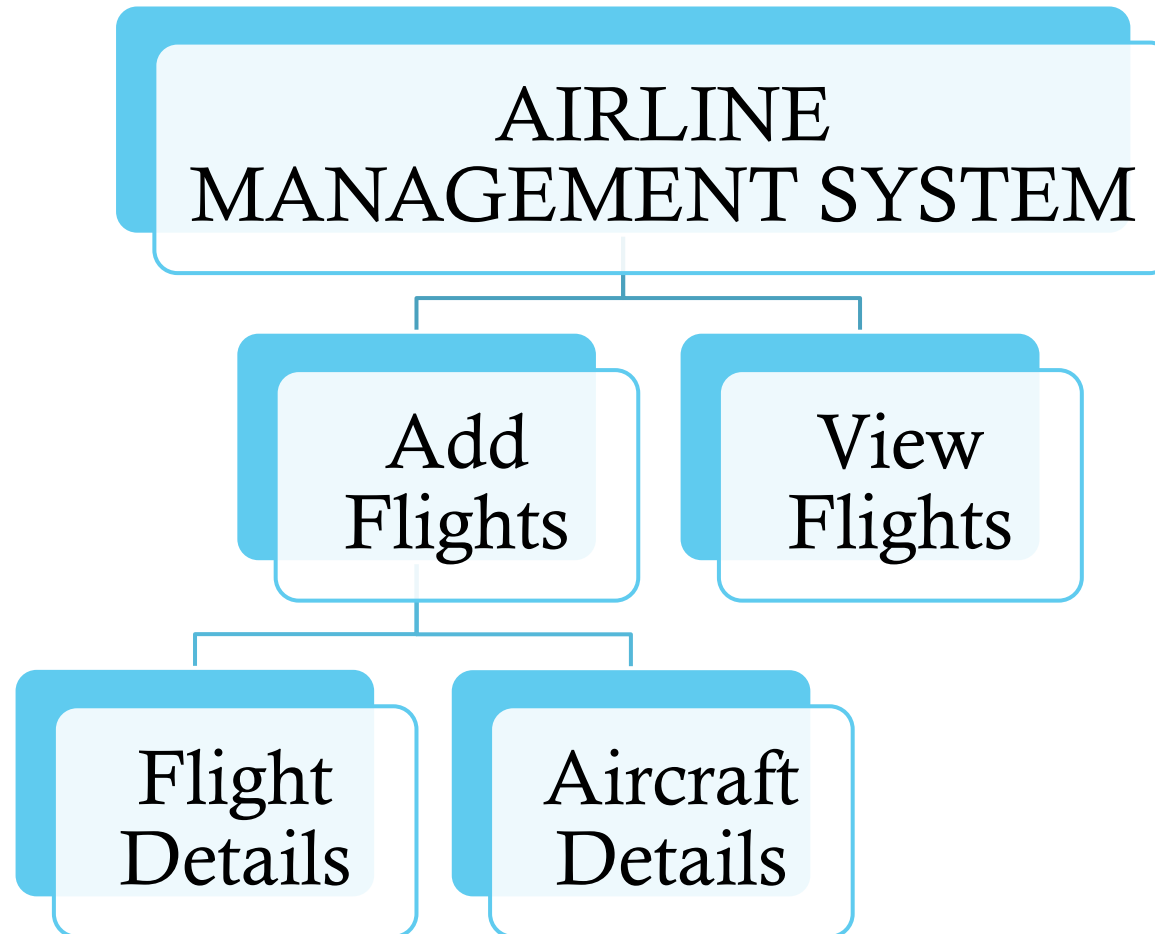 AIRLINE
MANAGEMENT SYSTEM
Add
Flights
View
Flights
Flight
Details
Aircraft
Details